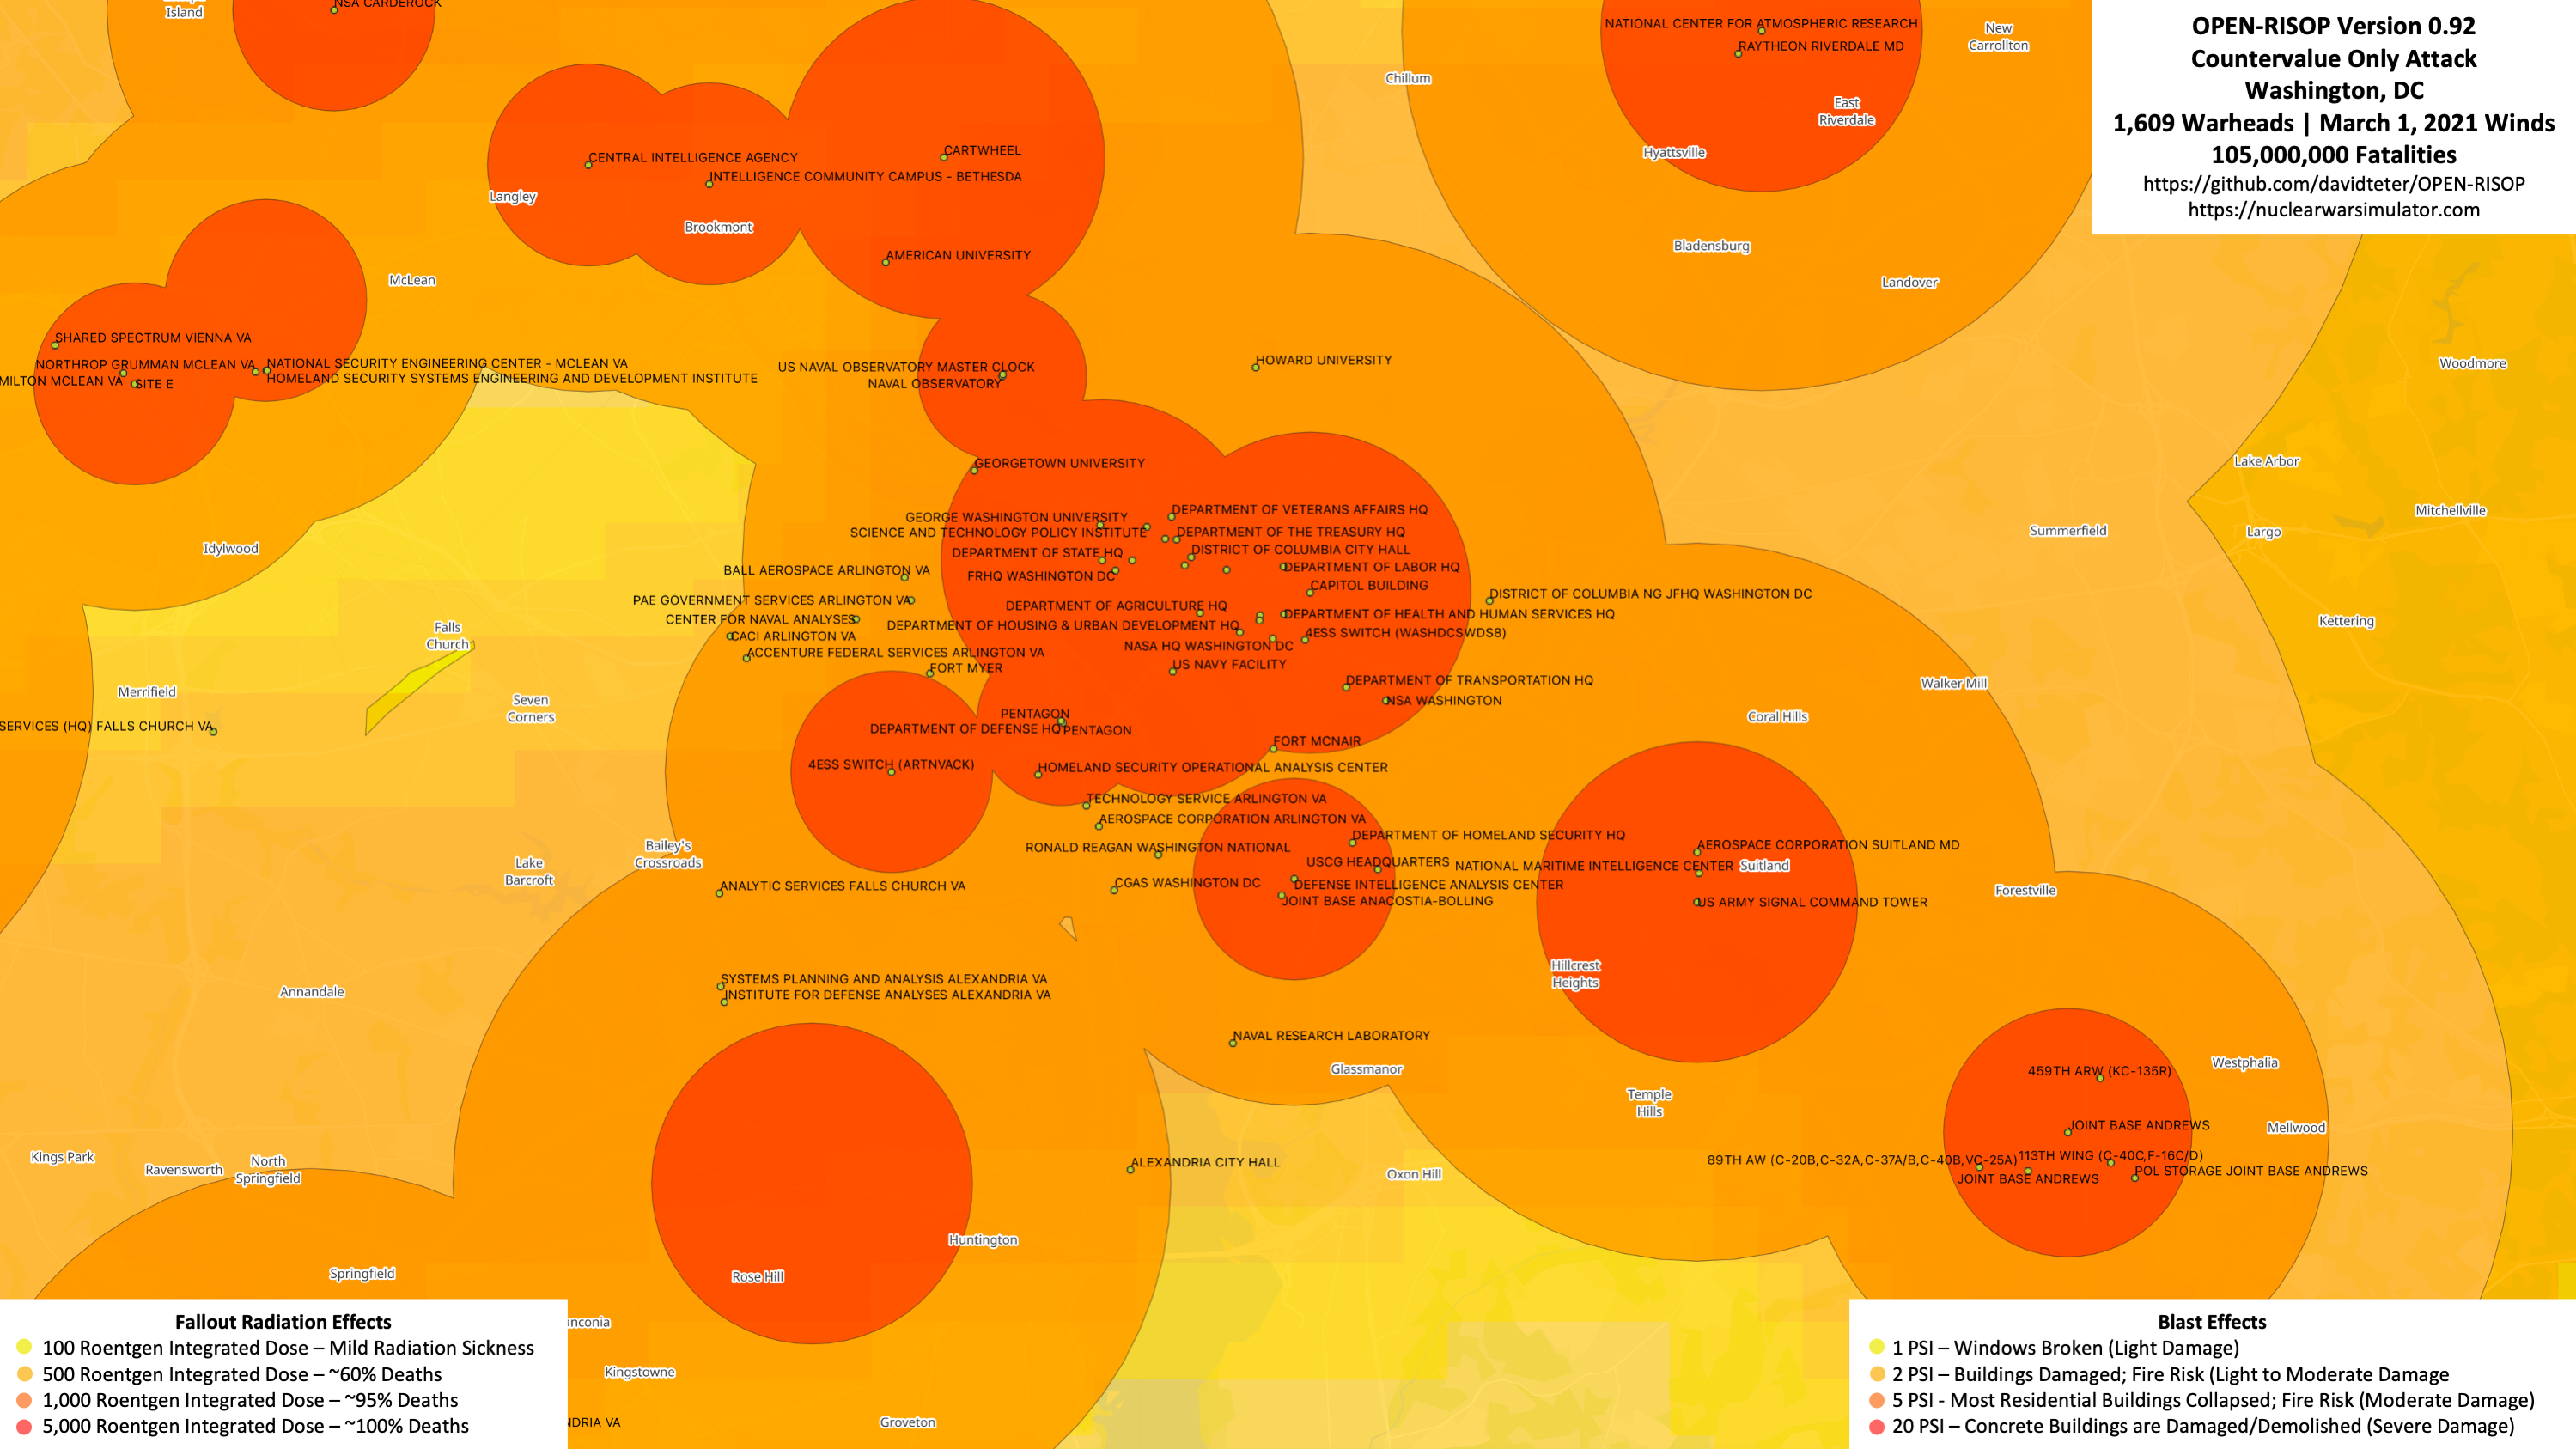 OPEN-RISOP Version 0.92
Countervalue Only Attack
Washington, DC
1,609 Warheads | March 1, 2021 Winds
105,000,000 Fatalities
https://github.com/davidteter/OPEN-RISOP
https://nuclearwarsimulator.com
Island
NSA CARDEROCK
NATIONAL CENTER FOR ATMOSPHERIC RESEARCH
RAYTHEON RIVERDALE MD
New
Carrollton
Chillum
East
Riverdale
Hyattsville
CENTRAL INTELLIGENCE AGENCY
CARTWHEEL
INTELLIGENCE COMMUNITY CAMPUS - BETHESDA
Langley
Brookmont
Bladensburg
AMERICAN UNIVERSITY
McLean
Landover
SHARED SPECTRUM VIENNA VA
NORTHROP GRUMMAN MCLEAN VA
NATIONAL SECURITY ENGINEERING CENTER - MCLEAN VA
MILTON MCLEAN VA
SITE E
HOMELAND SECURITY SYSTEMS ENGINEERING AND DEVELOPMENT INSTITUTE
US NAVAL OBSERVATORY MASTER CLOCK
NAVAL OBSERVATORY
HOWARD UNIVERSITY
Woodmore
GEORGETOWN UNIVERSITY
Lake Arbor
Mitchellville
DEPARTMENT OF VETERANS AFFAIRS HQ
GEORGE WASHINGTON UNIVERSITY
SCIENCE AND TECHNOLOGY POLICY INSTITUTE
DEPARTMENT OF THE TREASURY HQ
Summerfield
Largo
Idylwood
DEPARTMENT OF STATE HQ
DISTRICT OF COLUMBIA CITY HALL
BALL AEROSPACE ARLINGTON VA
FRHQ WASHINGTON DC
DEPARTMENT OF LABOR HQ
CAPITOL BUILDING
PAE GOVERNMENT SERVICES ARLINGTON VA
DEPARTMENT OF AGRICULTURE HQ
DISTRICT OF COLUMBIA NG JFHQ WASHINGTON DC
CENTER FOR NAVAL ANALYSES
DEPARTMENT OF HOUSING & URBAN DEVELOPMENT HQ
DEPARTMENT OF HEALTH AND HUMAN SERVICES HQ
Kettering
Falls
Church
CACI ARLINGTON VA
4ESS SWITCH (WASHDCSWDS8)
NASA HQ WASHINGTON DC
ACCENTURE FEDERAL SERVICES ARLINGTON VA
FORT MYER
US NAVY FACILITY
DEPARTMENT OF TRANSPORTATION HQ
Walker Mill
Merrifield
Seven
Corners
NSA WASHINGTON
Coral Hills
SERVICES (HQ) FALLS CHURCH VA
PENTAGON
DEPARTMENT OF DEFENSE HQ
PENTAGON
FORT MCNAIR
4ESS SWITCH (ARTNVACK)
HOMELAND SECURITY OPERATIONAL ANALYSIS CENTER
TECHNOLOGY SERVICE ARLINGTON VA
AEROSPACE CORPORATION ARLINGTON VA
DEPARTMENT OF HOMELAND SECURITY HQ
AEROSPACE CORPORATION SUITLAND MD
Bailey's
Crossroads
RONALD REAGAN WASHINGTON NATIONAL
USCG HEADQUARTERS
NATIONAL MARITIME INTELLIGENCE CENTER
Suitland
Lake
Barcroft
ANALYTIC SERVICES FALLS CHURCH VA
CGAS WASHINGTON DC
DEFENSE INTELLIGENCE ANALYSIS CENTER
Forestville
JOINT BASE ANACOSTIA-BOLLING
US ARMY SIGNAL COMMAND TOWER
Hillcrest
Heights
SYSTEMS PLANNING AND ANALYSIS ALEXANDRIA VA
INSTITUTE FOR DEFENSE ANALYSES ALEXANDRIA VA
Annandale
NAVAL RESEARCH LABORATORY
Glassmanor
Westphalia
459TH ARW (KC-135R)
Temple
Hills
JOINT BASE ANDREWS
Mellwood
Kings Park
Ravensworth
North
Springfield
ALEXANDRIA CITY HALL
Oxon Hill
89TH AW (C-20B,C-32A,C-37A/B,C-40B,VC-25A)
113TH WING (C-40C,F-16C/D)
JOINT BASE ANDREWS
POL STORAGE JOINT BASE ANDREWS
Huntington
Springfield
Rose Hill
nconia
Kingstowne
NDRIA VA
Groveton
Fallout Radiation Effects
100 Roentgen Integrated Dose – Mild Radiation Sickness
500 Roentgen Integrated Dose – ~60% Deaths
1,000 Roentgen Integrated Dose – ~95% Deaths
5,000 Roentgen Integrated Dose – ~100% Deaths
Blast Effects
1 PSI – Windows Broken (Light Damage)
2 PSI – Buildings Damaged; Fire Risk (Light to Moderate Damage
5 PSI - Most Residential Buildings Collapsed; Fire Risk (Moderate Damage)
20 PSI – Concrete Buildings are Damaged/Demolished (Severe Damage)